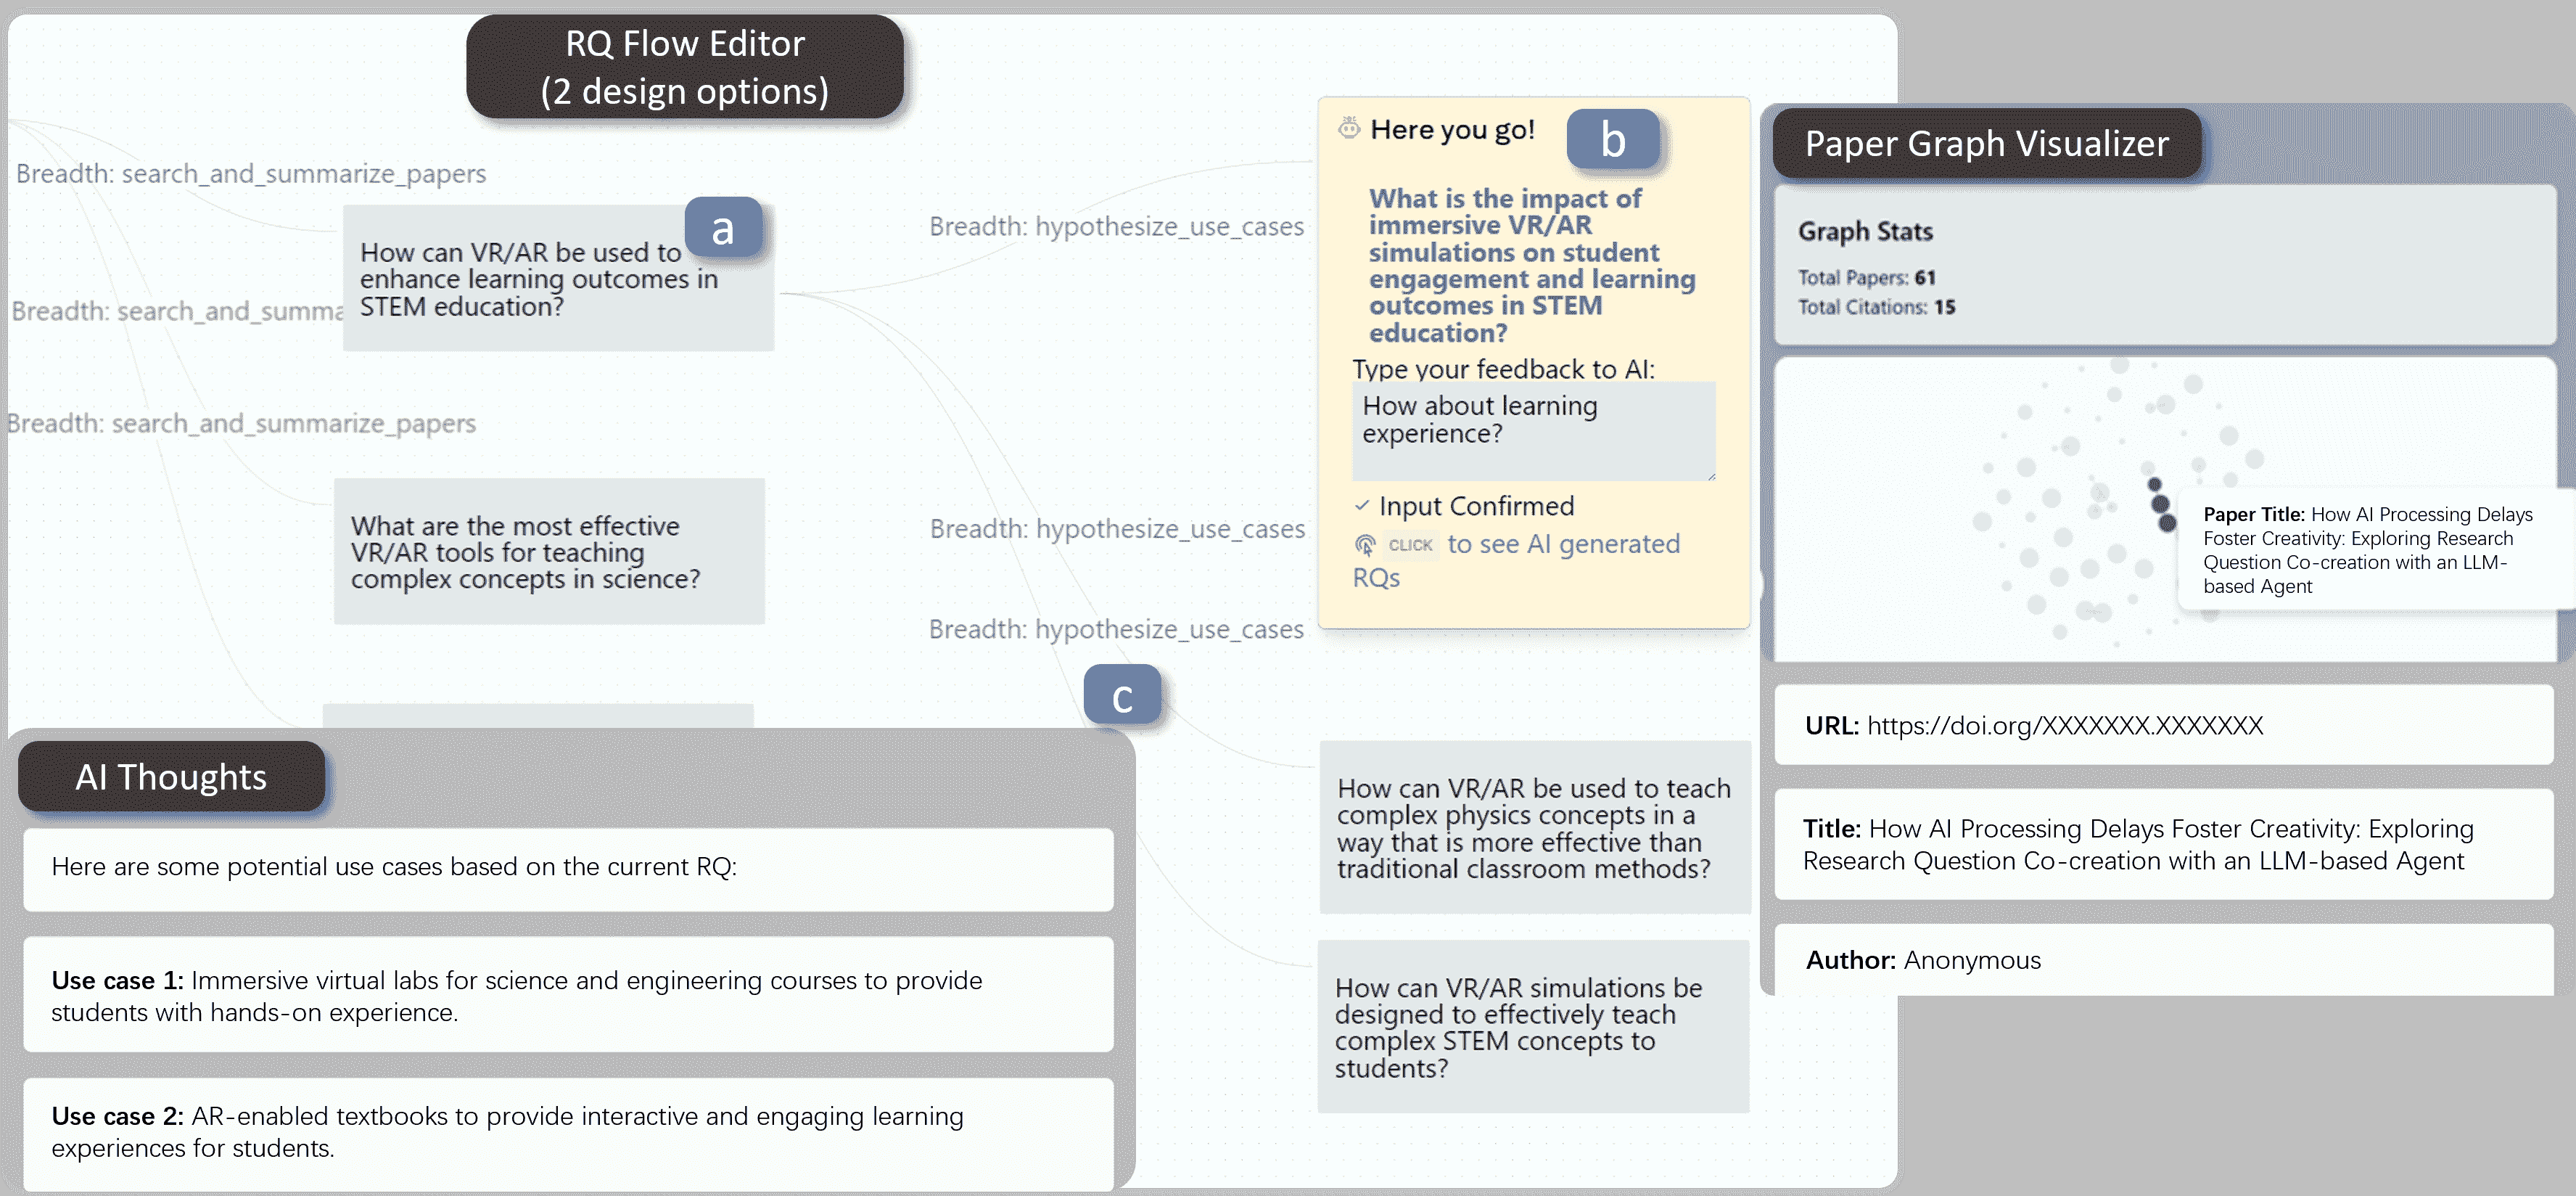 RQ Flow Editor
(2 design options)
Breadth: search_and_summarize_papers
a
How can VR/AR be used to
enhance learning outcomes in
STEM education?
Breadth: search_and_summa
Breadth: search_and_summarize_papers
What are the most effective
VR/AR tools for teaching
complex concepts in science?
Breadth: hypothesize_use_cases
Breadth: hypothesize_use_cases
Breadth: hypothesize_use_cases
c
Here you go!
b
What is the impact of
immersive VR/AR
simulations on student
engagement and learning
outcomes in STEM
education?
Type your feedback to AI:
How about learning
experience?
✓ Input Confirmed
CLICK to see AI generated
RQs
How can VR/AR be used to teach
complex physics concepts in a
way that is more effective than
traditional classroom methods?
How can VR/AR simulations be
designed to effectively teach
complex STEM concepts to
students?
AI Thoughts
Here are some potential use cases based on the current RQ:
Use case 1: Immersive virtual labs for science and engineering courses to provide
students with hands-on experience.
Use case 2: AR-enabled textbooks to provide interactive and engaging learning
experiences for students.
Paper Graph Visualizer
Graph Stats
Total Papers: 61
Total Citations: 15
Paper Title: How AI Processing Delays
Foster Creativity: Exploring Research
Question Co-creation with an LLM-
based Agent
URL: https://doi.org/XXXXXXX.XXXXXXX
Title: How AI Processing Delays Foster Creativity: Exploring
Research Question Co-creation with an LLM-based Agent
Author: Anonymous